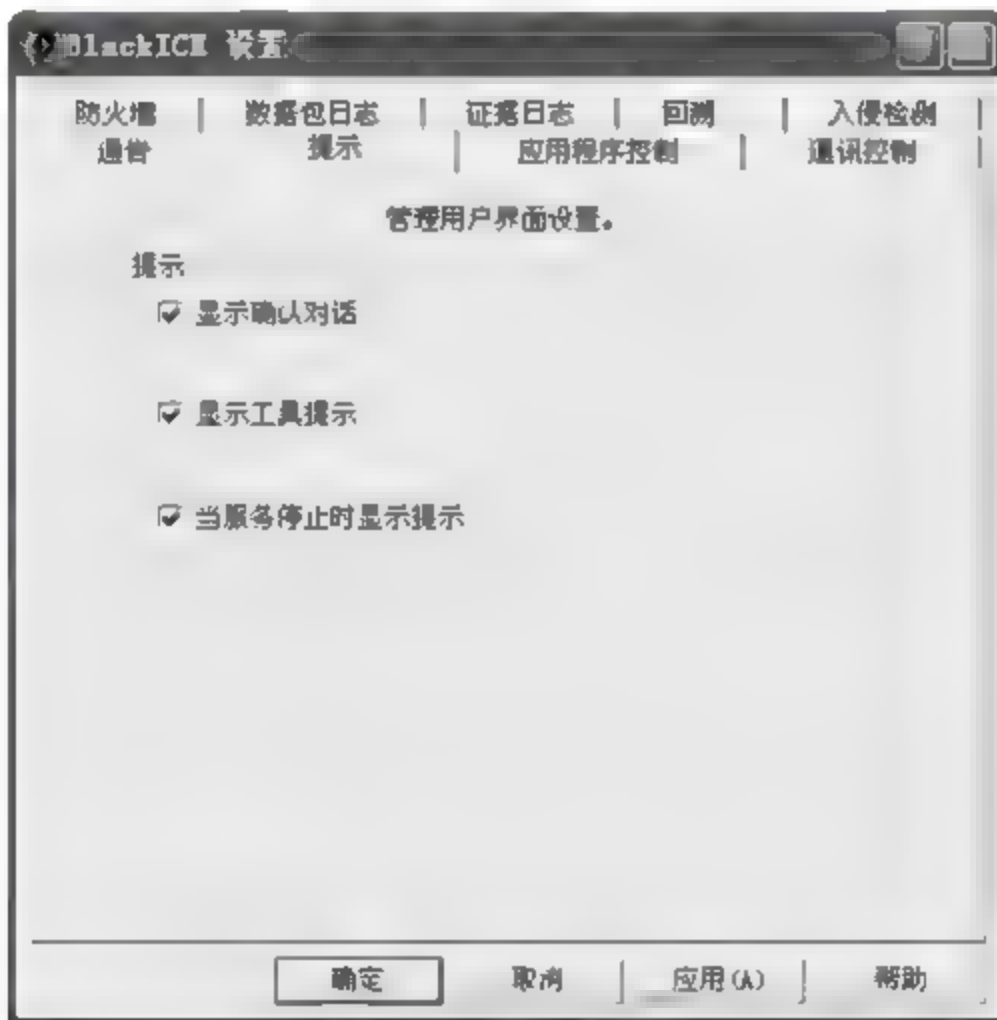 BlackICE 设置
防火墙 数据包日志 证据日志 回溯 入侵检测
通告 提示 应用程序控制 通讯控制
管理用户界面设置。
提示
显示确认对话
显示工具提示
当服务停止时显示提示
确定 取消 应用(A) 帮助